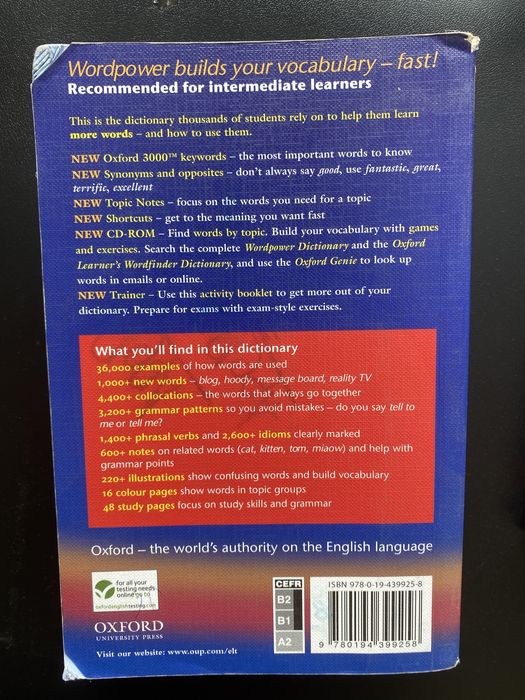 Wordpower builds your vocabulary – fast!
Recommended for intermediate learners
This is the dictionary thousands of students rely on to help them learn
more words – and how to use them.
NEW Oxford 3000™ keywords – the most important words to know
NEW Synonyms and opposites – don't always say good, use fantastic, great,
terrific, excellent
NEW Topic Notes – focus on the words you need for a topic
NEW Shortcuts – get to the meaning you want fast
NEW CD-ROM – Find words by topic. Build your vocabulary with games
and exercises. Search the complete Wordpower Dictionary and the Oxford
Learner's Wordfinder Dictionary, and use the Oxford Genie to look up
words in emails or online.
NEW Trainer – Use this activity booklet to get more out of your
dictionary. Prepare for exams with exam-style exercises.
What you'll find in this dictionary
36,000 examples of how words are used
1,000+ new words – blog, hoody, message board, reality TV
4,400+ collocations – the words that always go together
3,200+ grammar patterns so you avoid mistakes – do you say tell to
me or tell me?
1,400+ phrasal verbs and 2,600+ idioms clearly marked
600+ notes on related words (cat, kitten, tom, miaow) and help with
grammar points
220+ illustrations show confusing words and build vocabulary
16 colour pages show words in topic groups
48 study pages focus on study skills and grammar
Oxford – the world's authority on the English language
for all your
testing needs
online go to
oxfordenglishtesting.com
OXFORD
UNIVERSITY PRESS
Visit our website: www.oup.com/elt
CEFR
B2
B1
A2
ISBN 978-0-19-439925-8
9 780194 399258